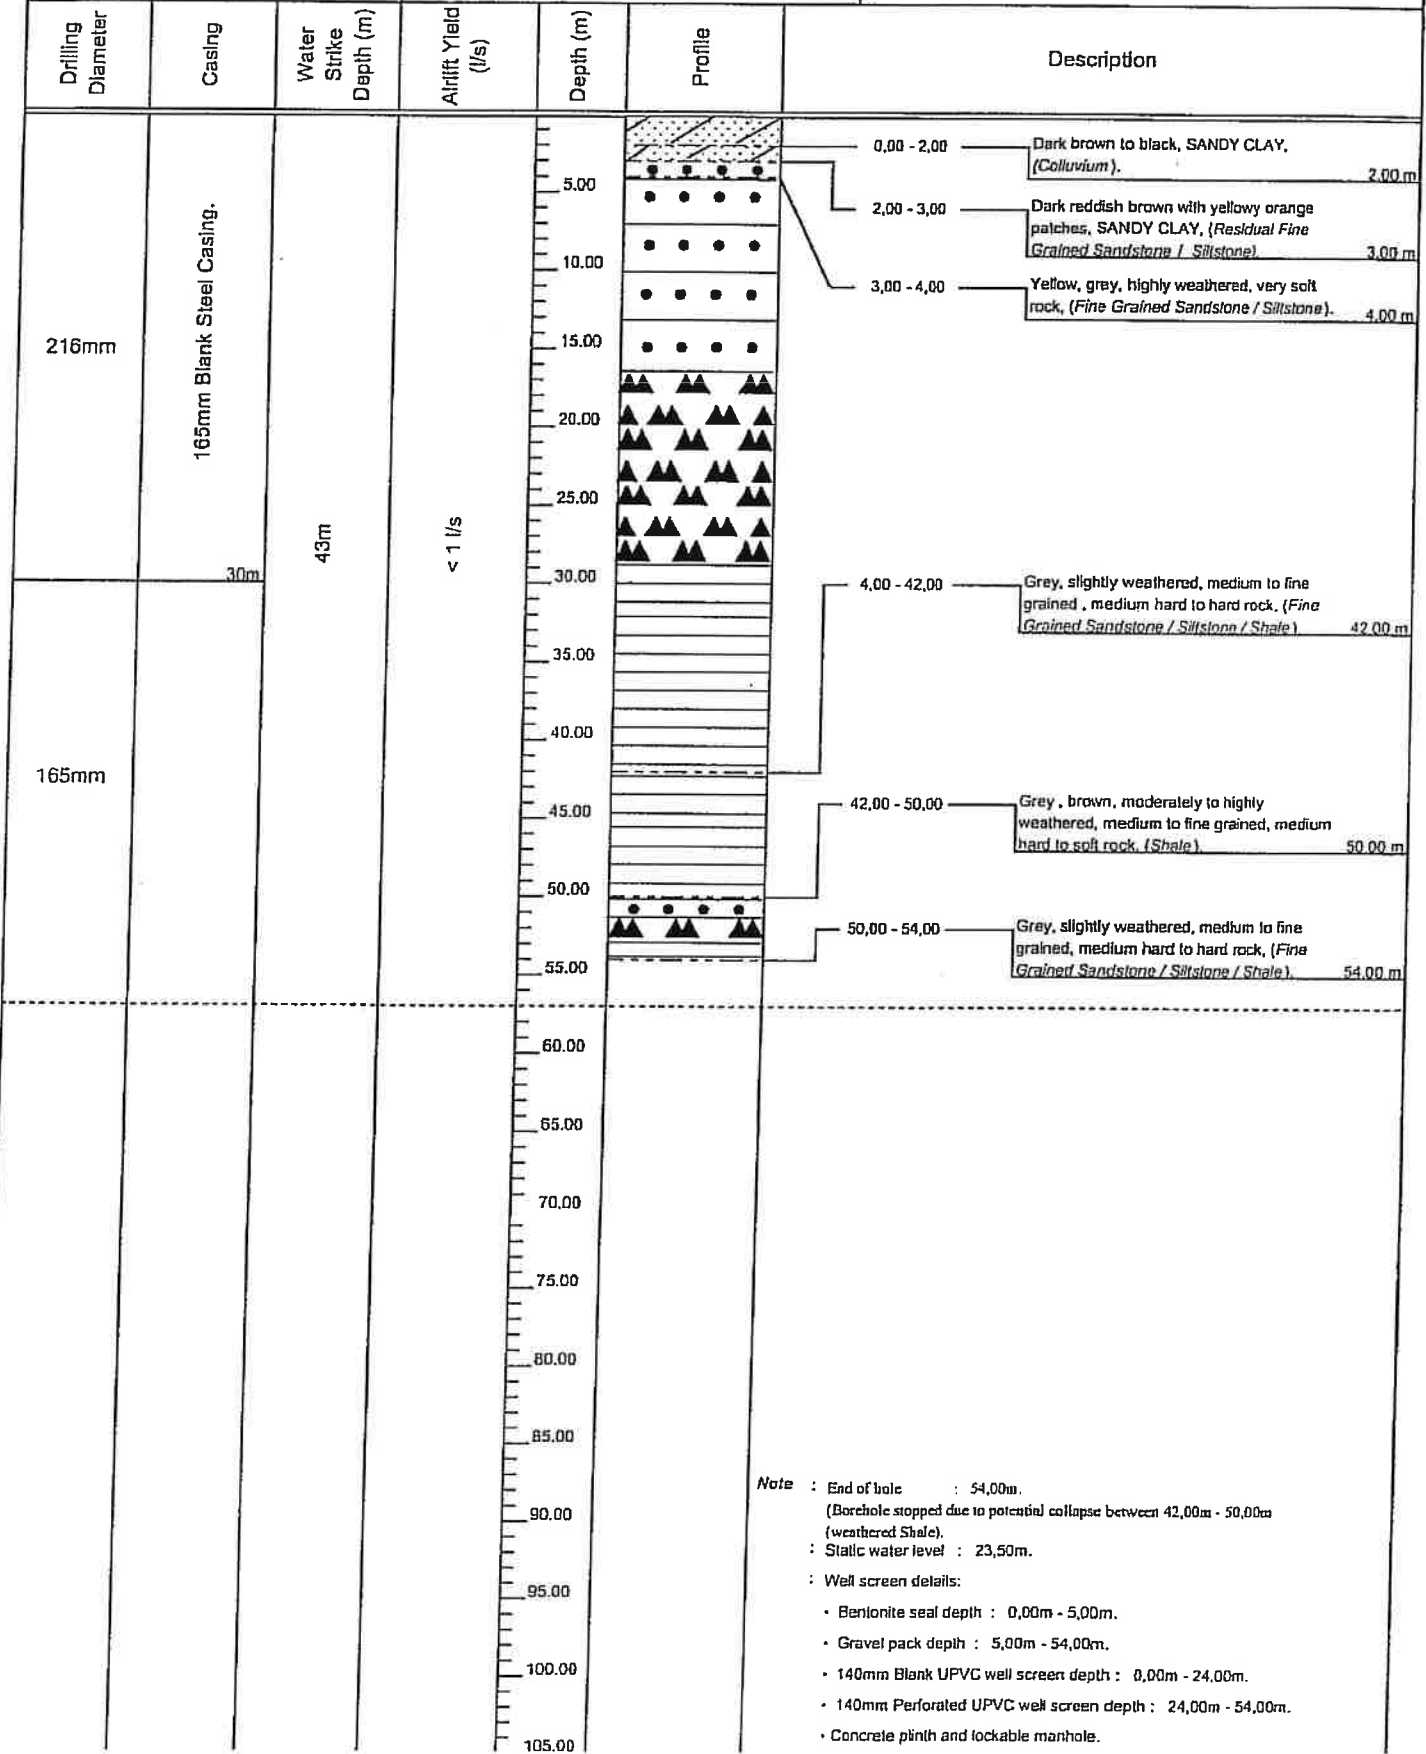 Drilling
Diameter
Casing
Water
Strike
Depth (m)
Airlift Yield
(l/s)
Depth (m)
Profile
Description
0,00 - 2,00
Dark brown to black, SANDY CLAY,
(Colluvium).
2,00 m
5.00
2,00 - 3,00
Dark reddish brown with yellowy orange
patches, SANDY CLAY, (Residual Fine
Grained Sandstone / Siltstone).
3,00 m
10.00
3,00 - 4,00
Yellow, grey, highly weathered, very soft
rock, (Fine Grained Sandstone / Siltstone).
4,00 m
216mm
165mm Blank Steel Casing.
15.00
20.00
25.00
43m
< 1 l/s
30m
30.00
4,00 - 42,00
Grey, slightly weathered, medium to fine
grained , medium hard to hard rock, (Fine
Grained Sandstone / Siltstone / Shale).
42,00 m
35.00
40.00
165mm
45.00
42,00 - 50,00
Grey , brown, moderately to highly
weathered, medium to fine grained, medium
hard to soft rock, (Shale).
50,00 m
50.00
50,00 - 54,00
Grey, slightly weathered, medium to fine
grained, medium hard to hard rock, (Fine
Grained Sandstone / Siltstone / Shale).
54,00 m
55.00
60.00
65.00
70.00
75.00
80.00
85.00
90.00
95.00
100.00
105.00
Note : End of hole : 54,00m.
(Borehole stopped due to potential collapse between 42,00m - 50,00m
(weathered Shale).
: Static water level : 23,50m.
: Well screen details:
• Bentonite seal depth : 0,00m - 5,00m.
• Gravel pack depth : 5,00m - 54,00m.
• 140mm Blank UPVC well screen depth : 0,00m - 24,00m.
• 140mm Perforated UPVC well screen depth : 24,00m - 54,00m.
• Concrete plinth and lockable manhole.